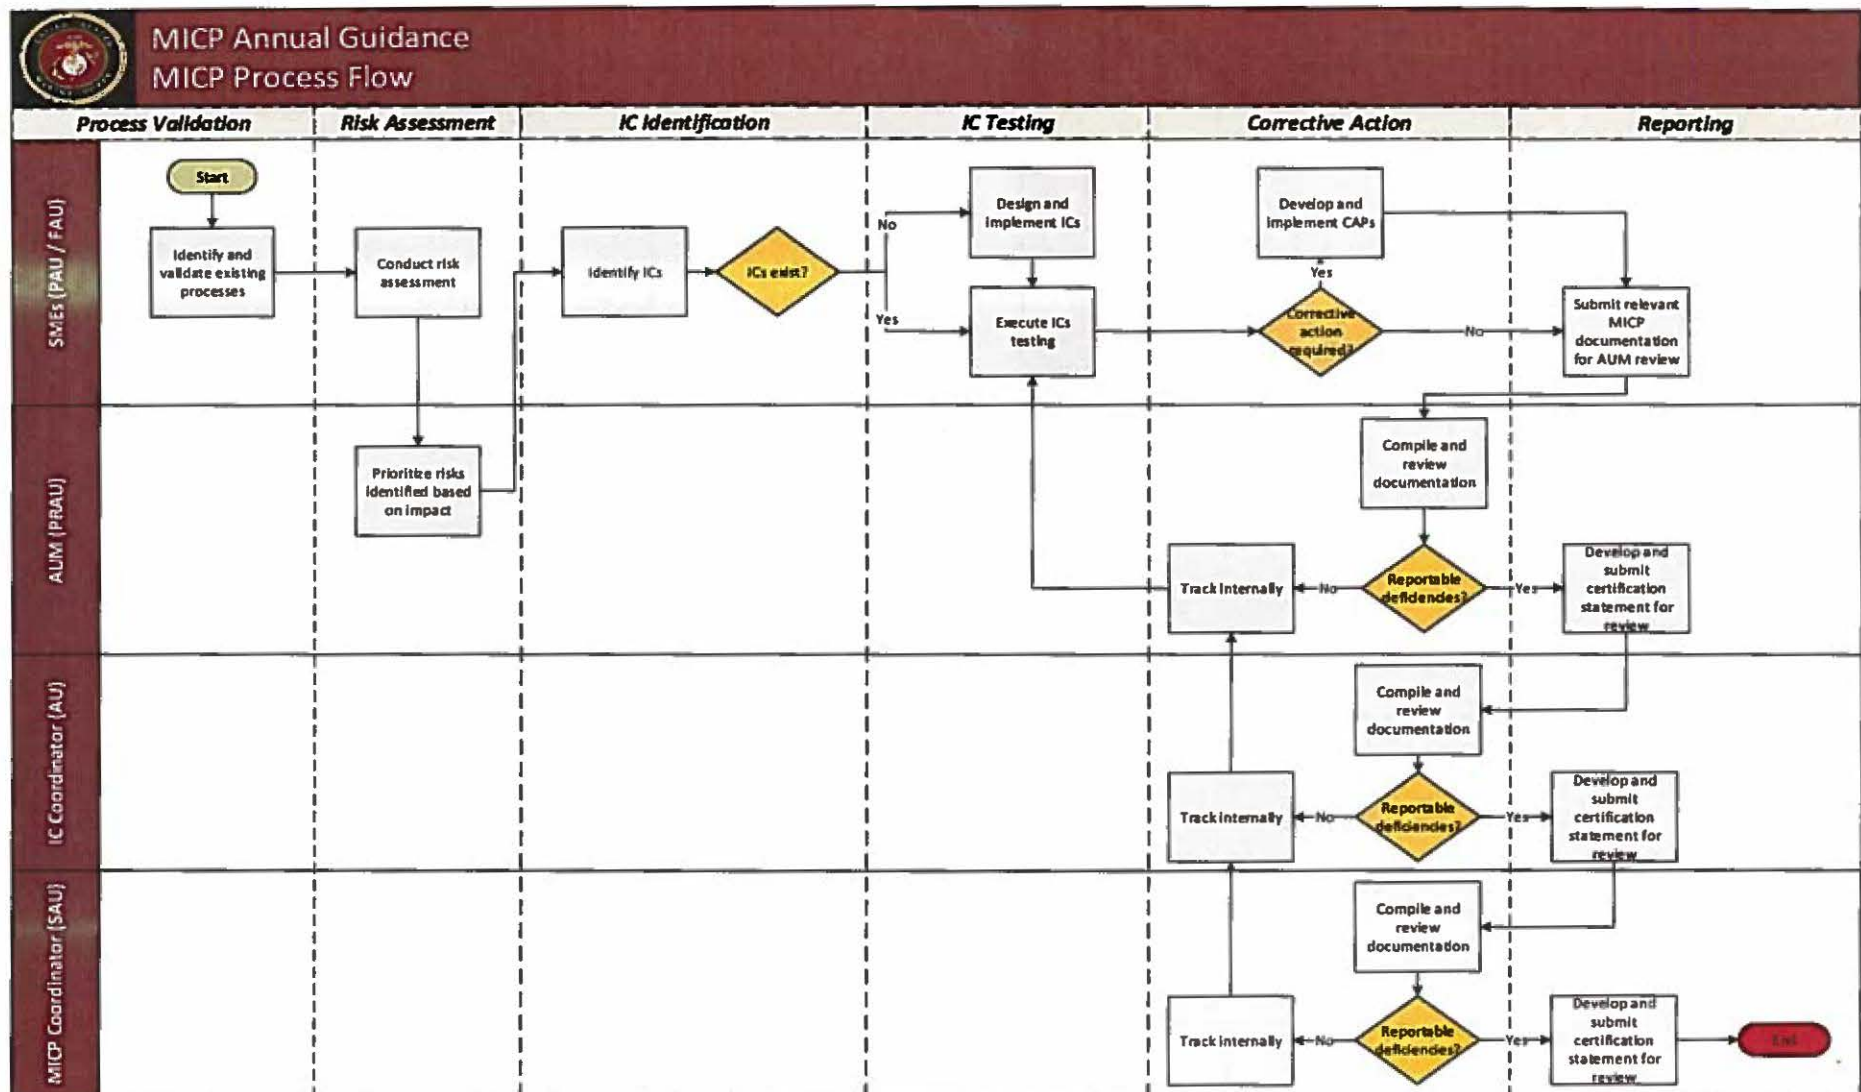 MICP Annual Guidance
MICP Process Flow
Process Validation
Risk Assessment
IC Identification
IC Testing
Corrective Action
Reporting
SMEs (PAU / FAU)
Start
Identify and
validate existing
processes
Conduct risk
assessment
Identify ICs
ICs exist?
No
Yes
Design and
implement ICs
Execute ICs
testing
Develop and
implement CAPs
Yes
Corrective
action
required?
No
Submit relevant
MICP
documentation
for AUM review
AUM (PRAU)
Prioritize risks
identified based
on impact
Compile and
review
documentation
Track Internally
No
Reportable
deficiencies?
Yes
Develop and
submit
certification
statement for
review
IC Coordinator (AU)
Compile and
review
documentation
Track Internally
No
Reportable
deficiencies?
Yes
Develop and
submit
certification
statement for
review
MICP Coordinator (SAU)
Compile and
review
documentation
Track Internally
No
Reportable
deficiencies?
Yes
Develop and
submit
certification
statement for
review
End